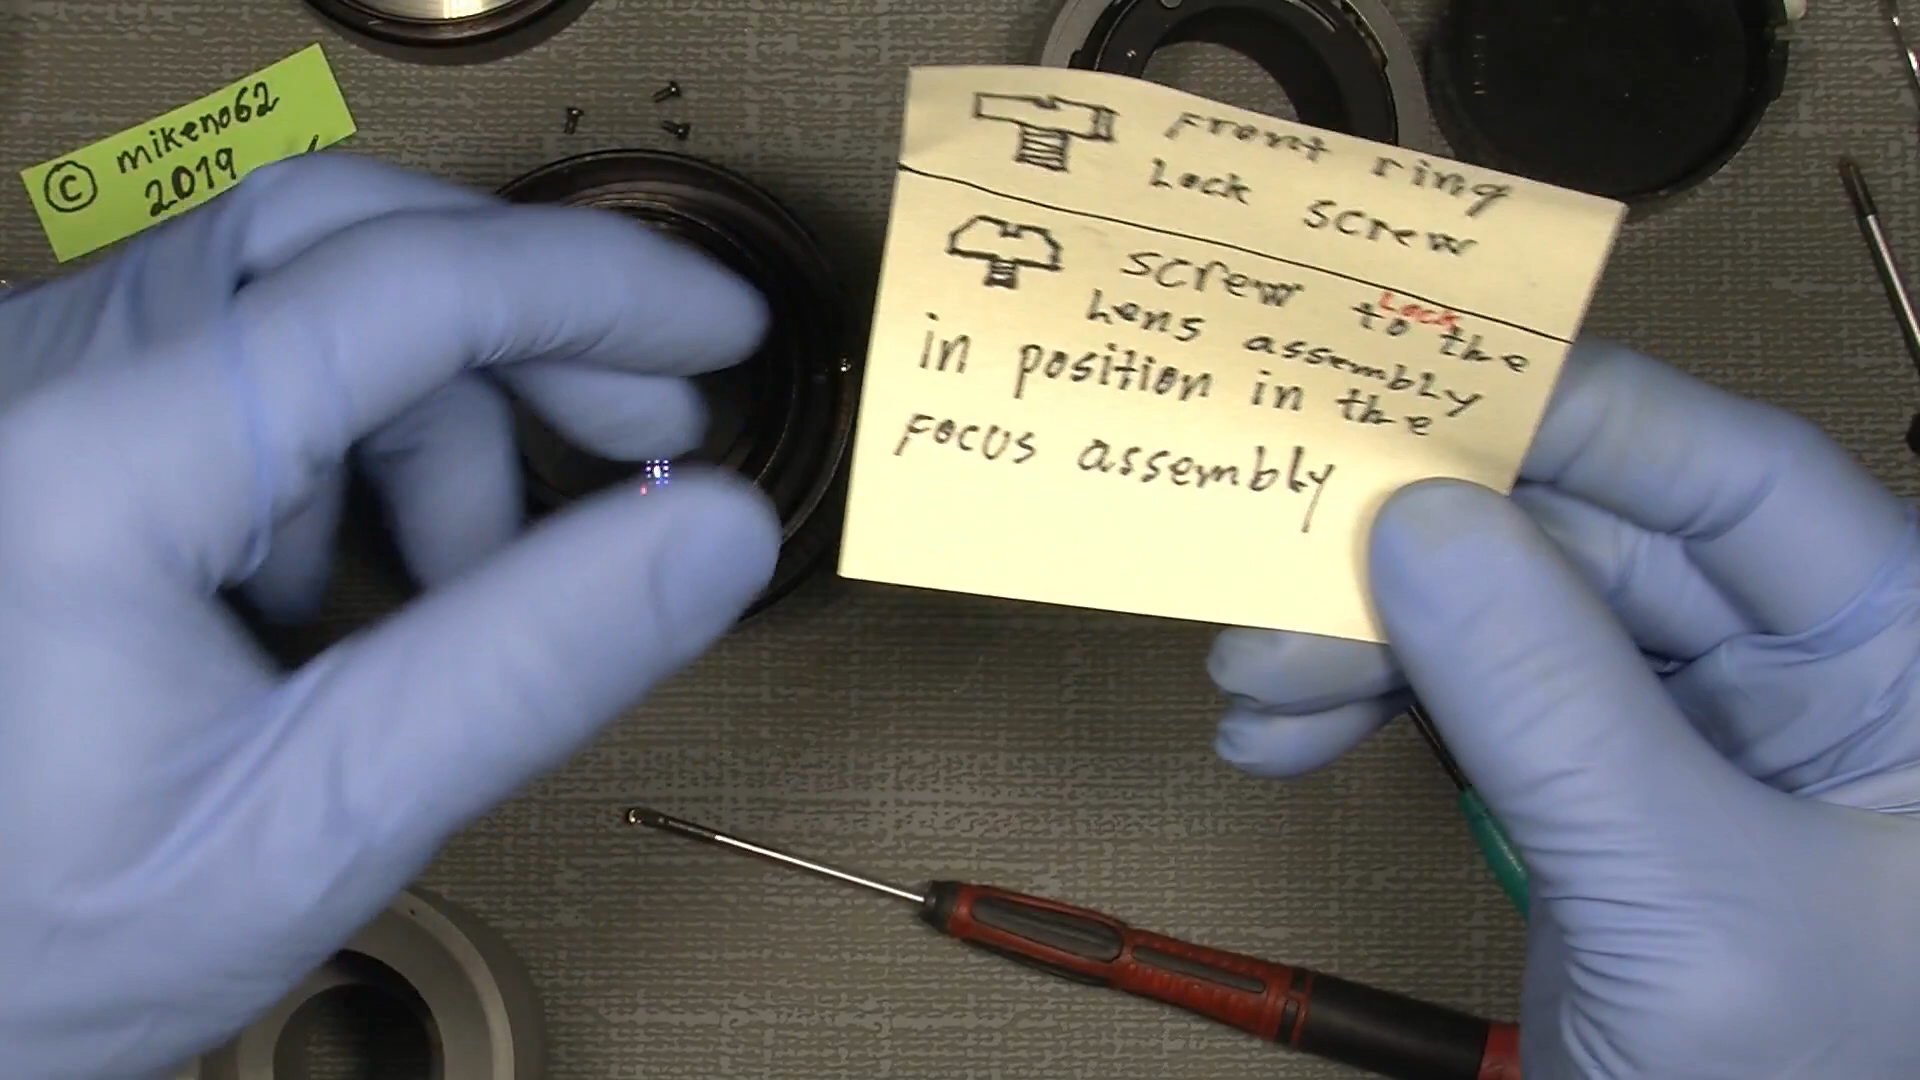 © mikeno62
2019
Front ring
Lock screw
screw to Lock the
Lens assembly
in position in the
Focus assembly